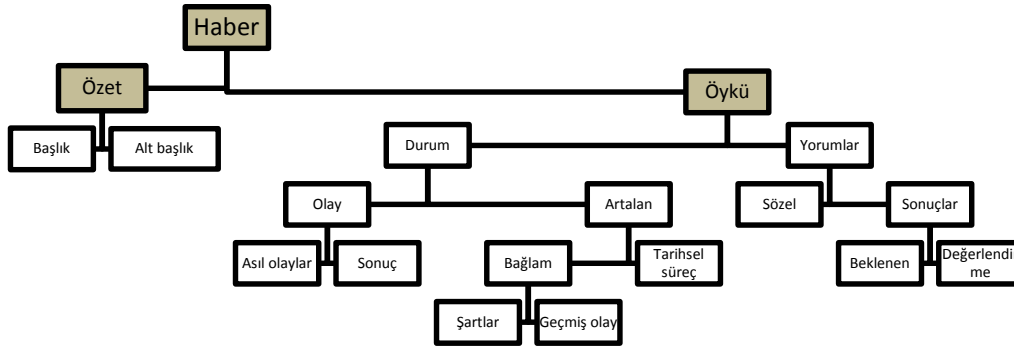 Haber
Özet
Öykü
Başlık
Alt başlık
Durum
Yorumlar
Olay
Artalan
Sözel
Sonuçlar
Asıl olaylar
Sonuç
Bağlam
Tarihsel
süreç
Beklenen
Değerlendir
me
Şartlar
Geçmiş olay